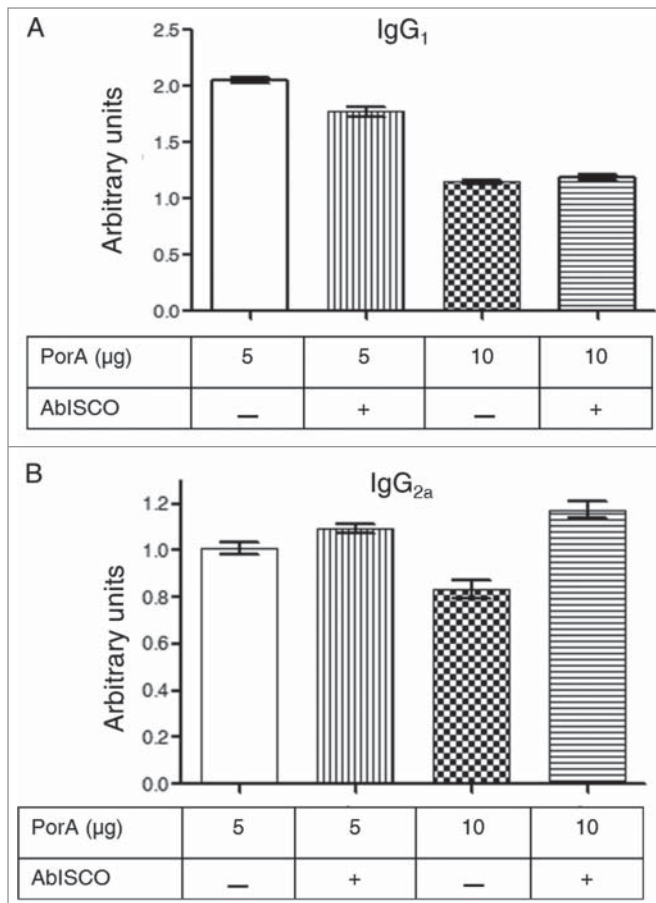 A
IgG₁
Arbitrary units
2.5
2.0
1.5
1.0
0.5
0.0
PorA (µg) 5 5 10 10
AbISCO – + – +
B
IgG₂ₐ
Arbitrary units
1.2
1.0
0.8
0.6
0.4
0.2
0.0
PorA (µg) 5 5 10 10
AbISCO – + – +